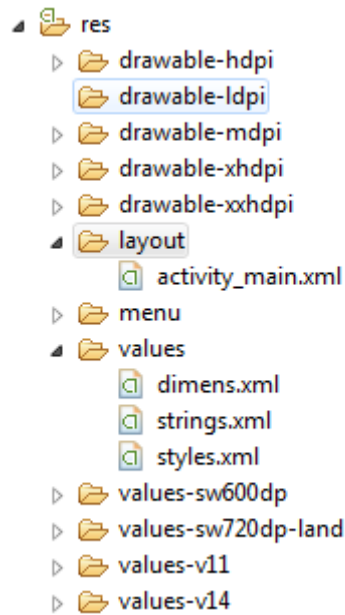 res
drawable-hdpi
drawable-ldpi
drawable-mdpi
drawable-xhdpi
drawable-xxhdpi
layout
activity_main.xml
menu
values
dimens.xml
strings.xml
styles.xml
values-sw600dp
values-sw720dp-land
values-v11
values-v14